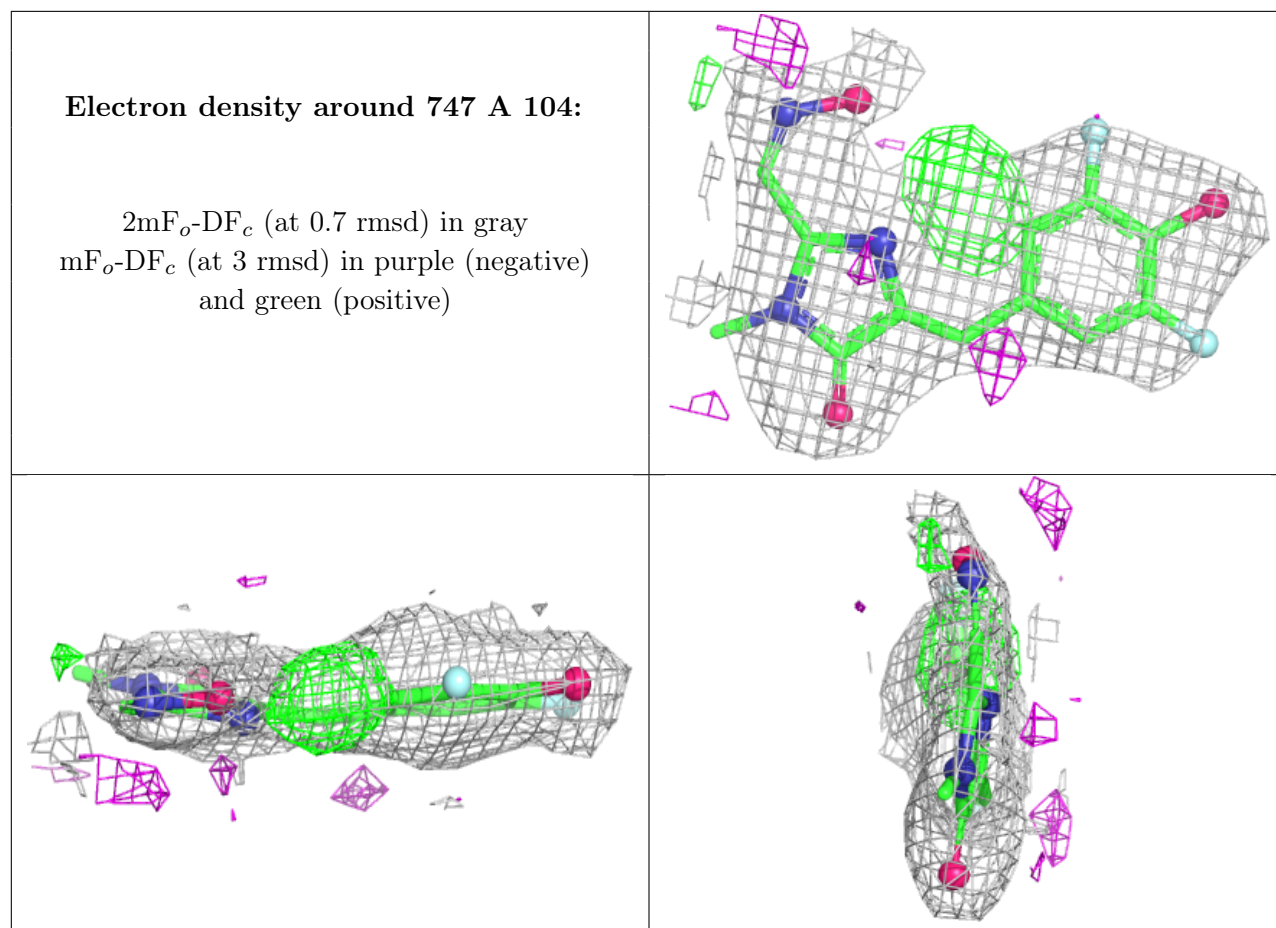 Electron density around 747 A 104:
2mFo-DFc (at 0.7 rmsd) in gray
mFo-DFc (at 3 rmsd) in purple (negative)
and green (positive)